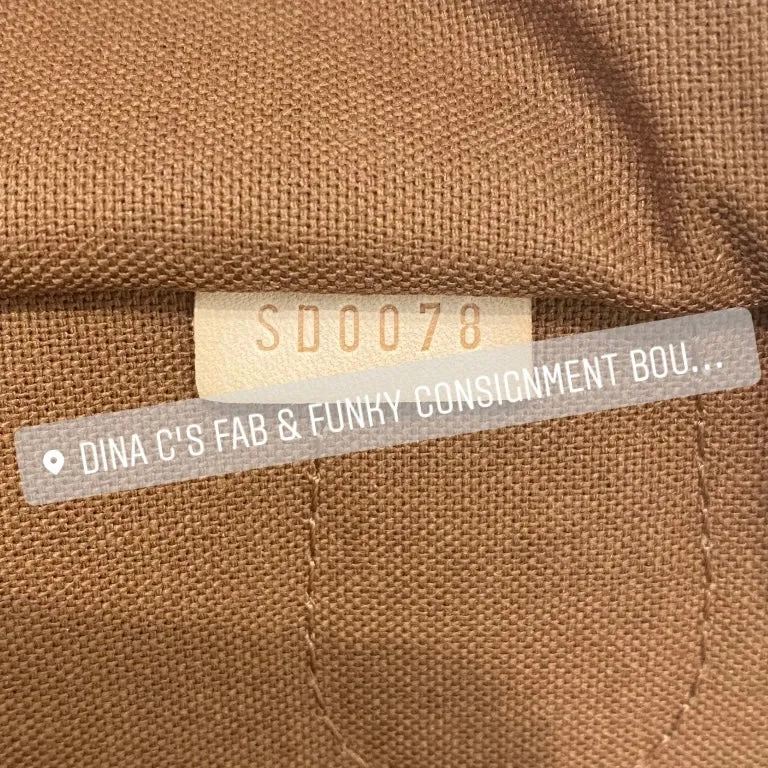 SD0078
DINA C'S FAB & FUNKY CONSIGNMENT BOU...